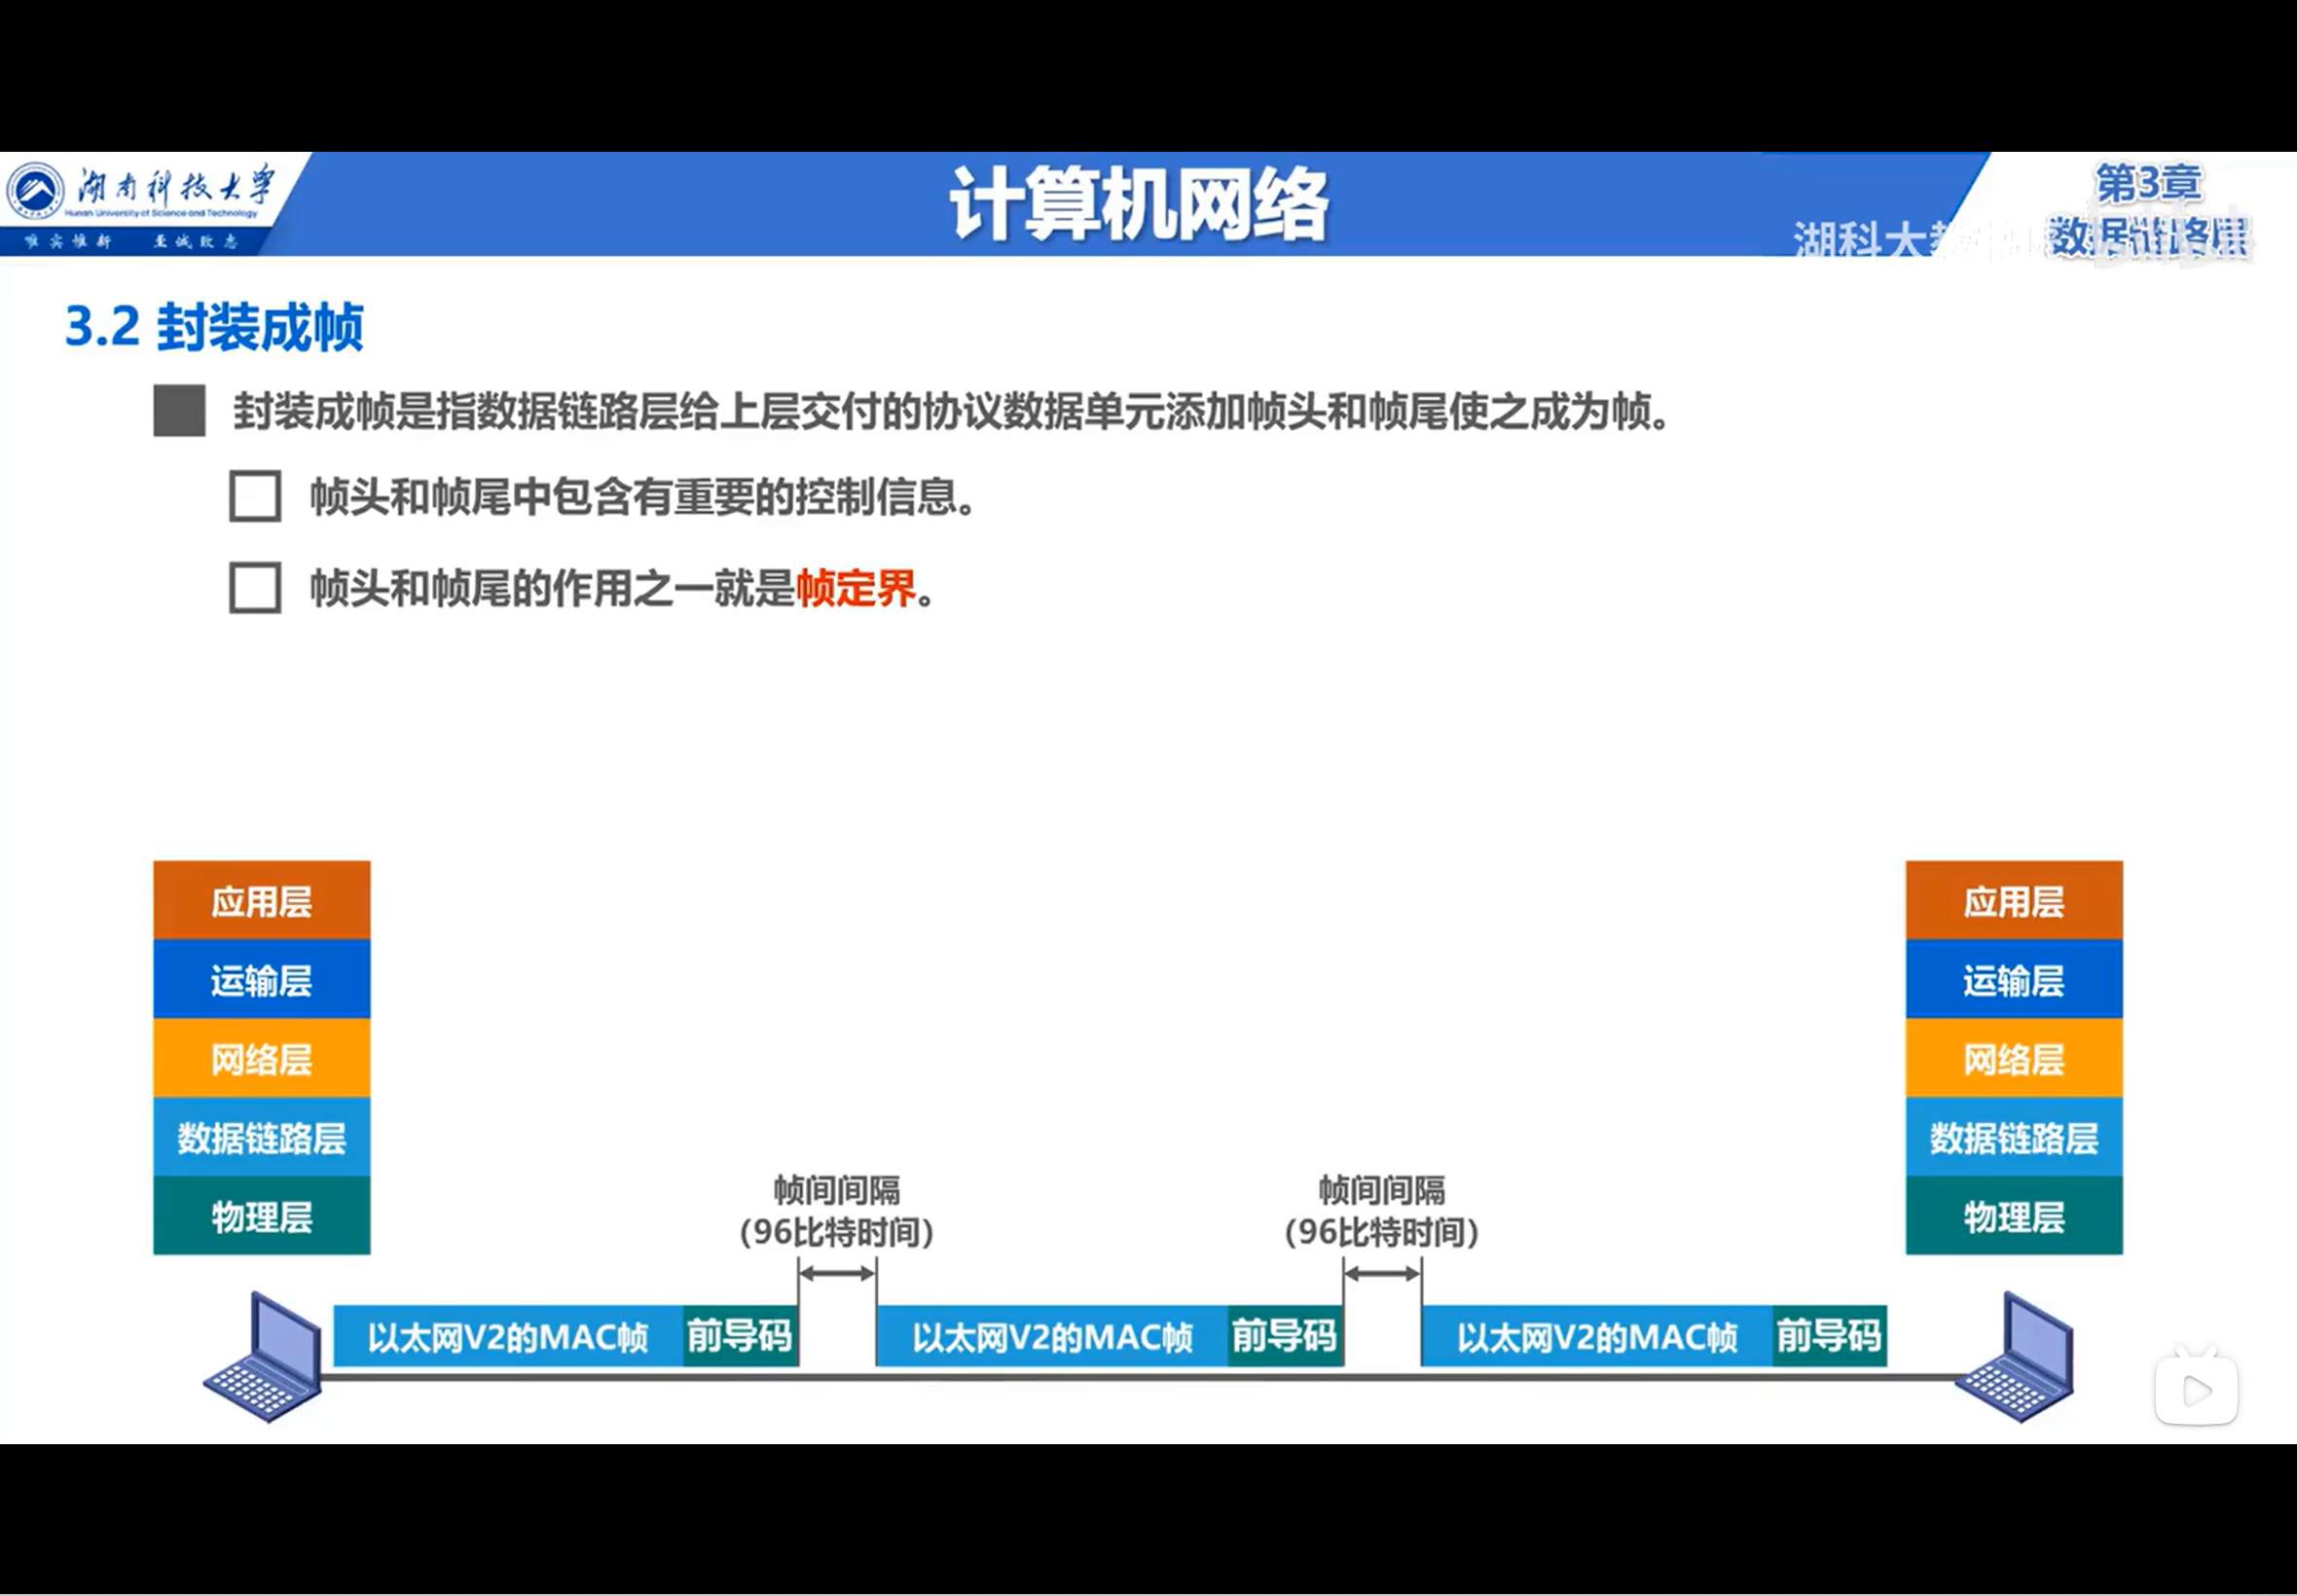 湖南科技大学
Hunan University of Science and Technology
唯实惟新 至诚致志
计算机网络
第3章
数据链路层
湖科大
3.2 封装成帧
封装成帧是指数据链路层给上层交付的协议数据单元添加帧头和帧尾使之成为帧。
帧头和帧尾中包含有重要的控制信息。
帧头和帧尾的作用之一就是帧定界。
应用层
运输层
网络层
数据链路层
物理层
应用层
运输层
网络层
数据链路层
物理层
帧间间隔
(96比特时间)
帧间间隔
(96比特时间)
以太网V2的MAC帧 前导码
以太网V2的MAC帧 前导码
以太网V2的MAC帧 前导码